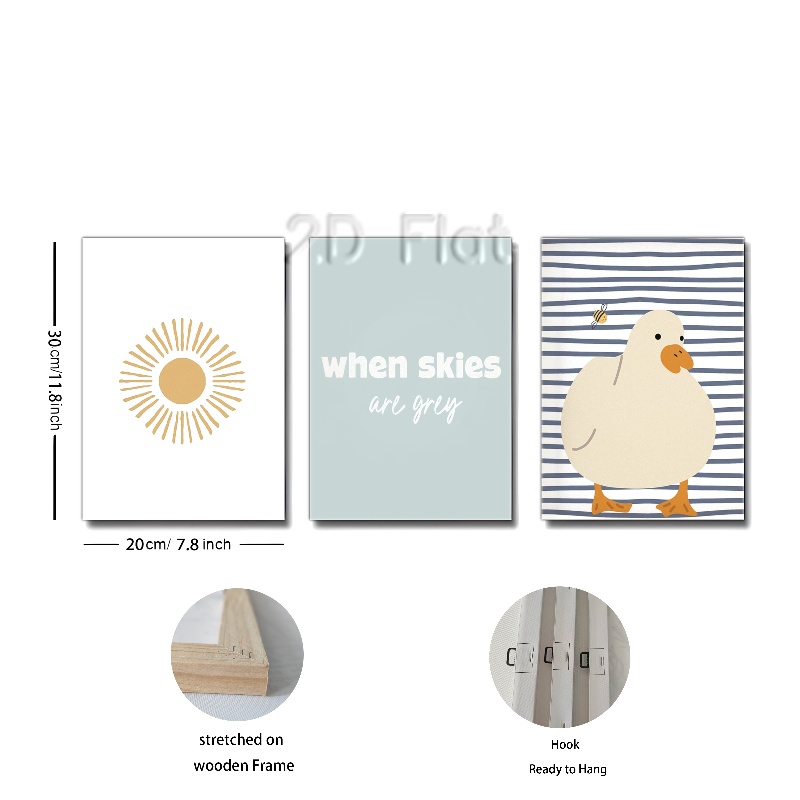 2.D Flat
when skies
are grey
30cm/11.8inch
20cm/ 7.8 inch
stretched on
wooden Frame
Hook
Ready to Hang